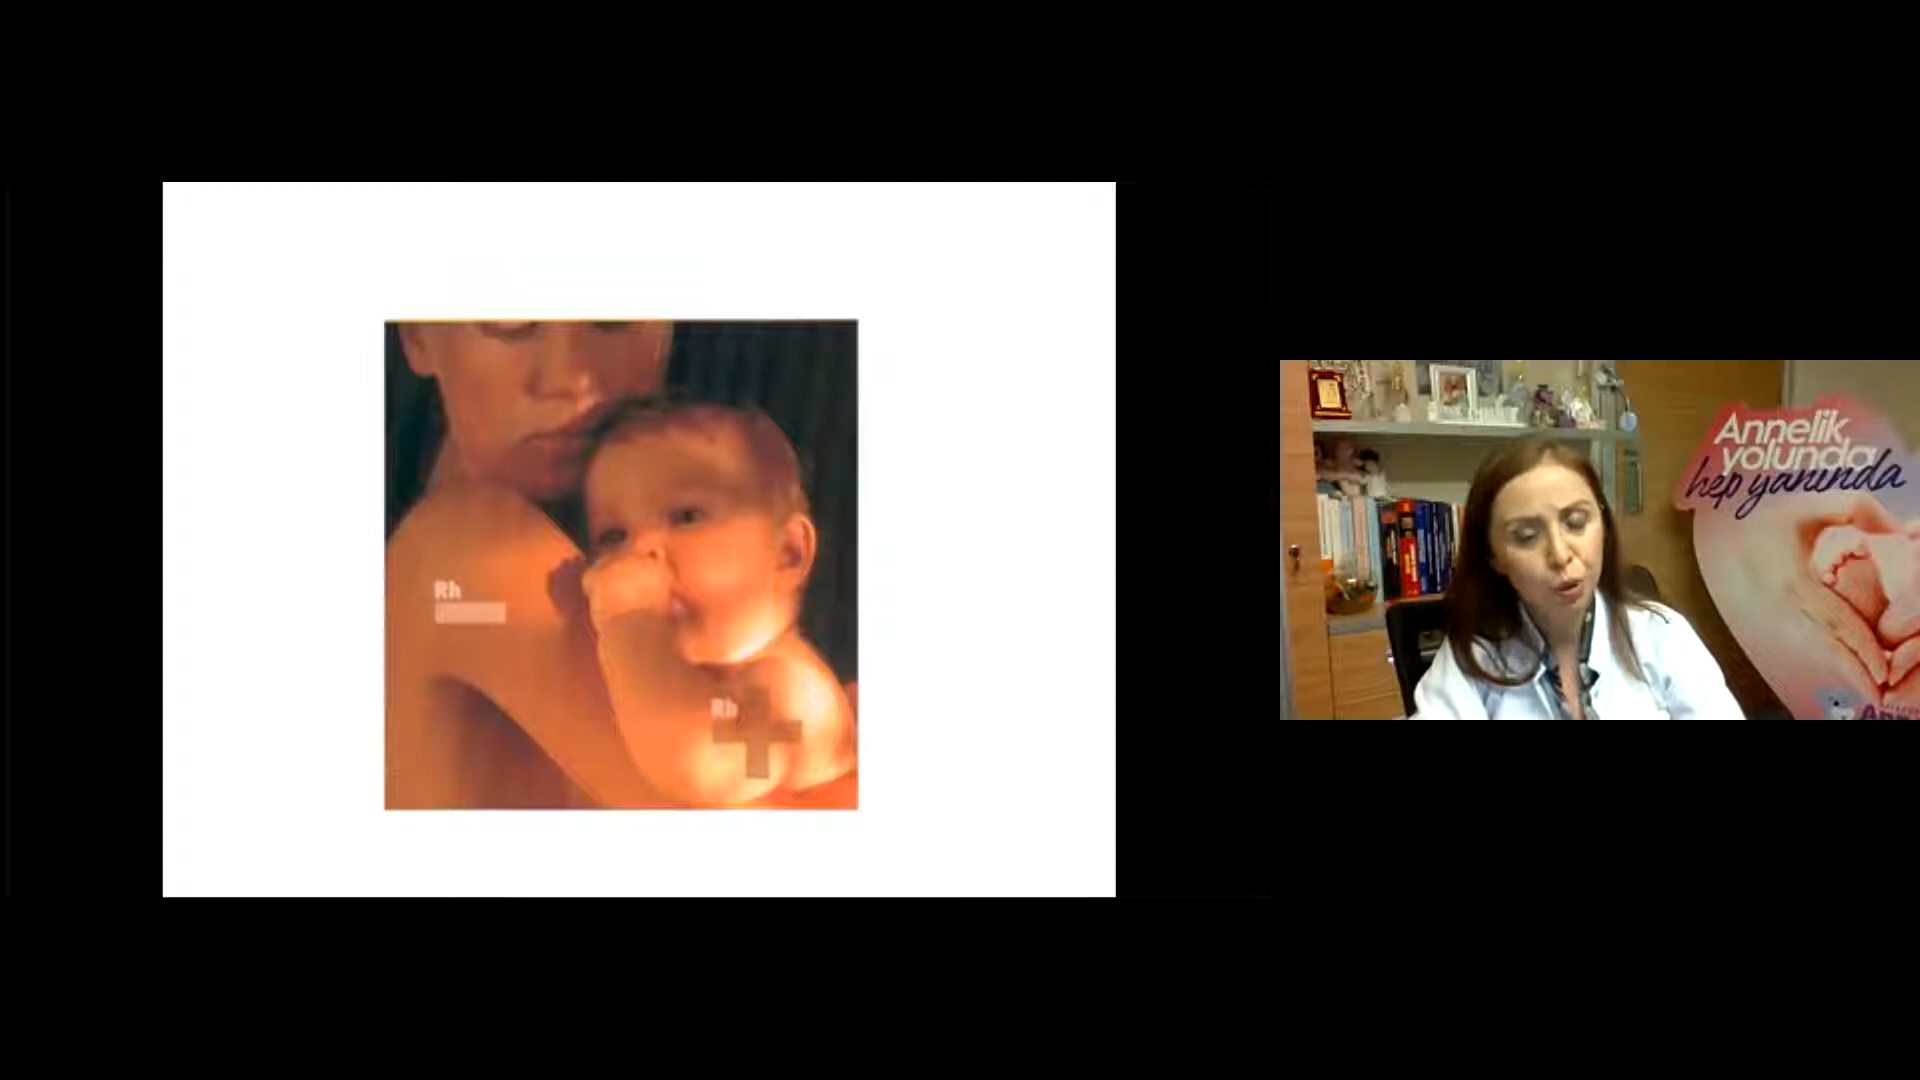 Rh
Rh
Annelik
yolunda
hep yanında